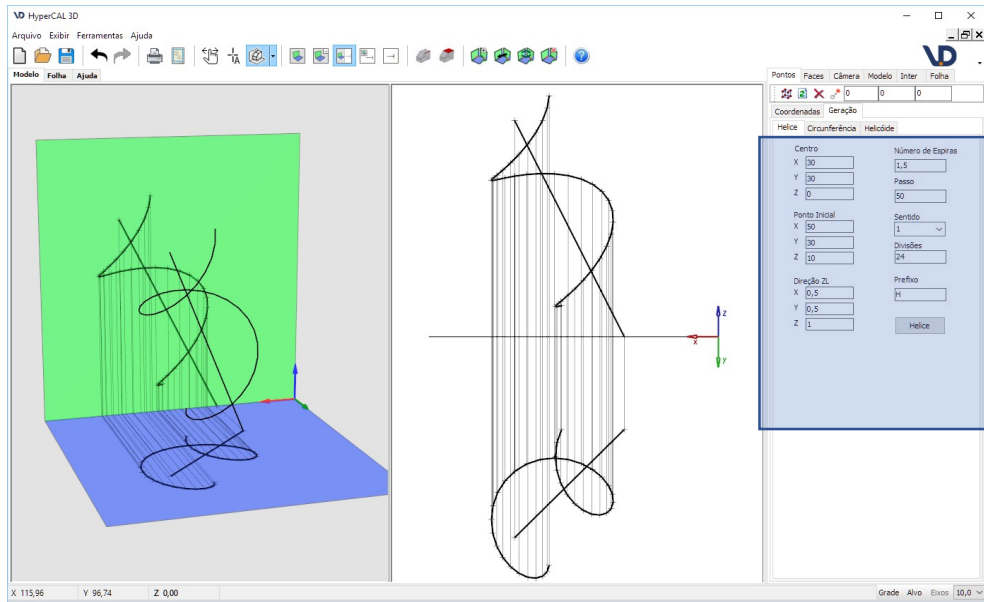 HyperCAL 3D
Arquivo Exibir Ferramentas Ajuda
Modelo Folha Ajuda
Pontos Faces Câmera Modelo Inter Folha
0 0 0
Coordenadas Geração
Helice Circunferência Helicóide
Centro
X 30
Y 30
Z 0
Ponto Inicial
X 50
Y 30
Z 10
Direção ZL
X 0,5
Y 0,5
Z 1
Número de Espiras
1,5
Passo
50
Sentido
1
Divisões
24
Prefixo
H
Helice
z
x
y
X 115,96 Y 96,74 Z 0,00 Grade Alvo Eixos 10,0